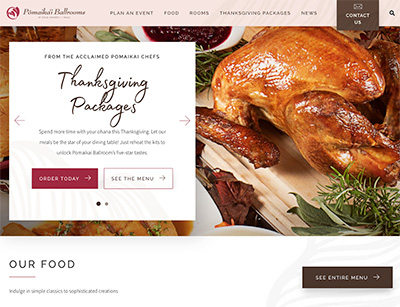 Pōmaikaʻi Ballrooms
PLAN AN EVENT FOOD ROOMS THANKSGIVING PACKAGES NEWS
CONTACT
US
FROM THE ACCLAIMED POMAIKAI CHEFS
Thanksgiving
Packages
Spend more time with your ohana this Thanksgiving. Let our
meals be the star of your dining table! Just reheat the kits to
unlock Pomaikai Ballroom's five star tastes.
ORDER TODAY
SEE THE MENU
OUR FOOD
Indulge in simple classics to sophisticated creations
SEE ENTIRE MENU